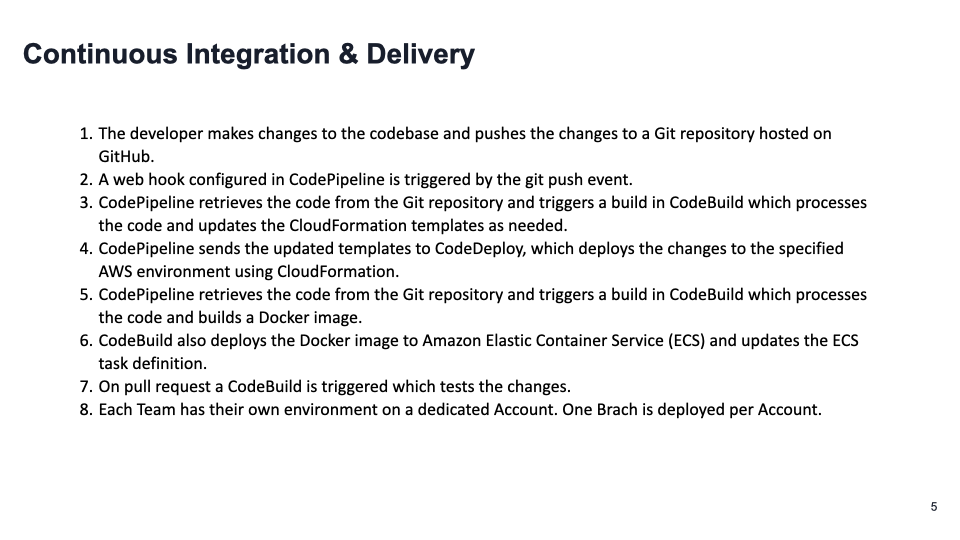 Continuous Integration & Delivery
1. The developer makes changes to the codebase and pushes the changes to a Git repository hosted on
GitHub.
2. A web hook configured in CodePipeline is triggered by the git push event.
3. CodePipeline retrieves the code from the Git repository and triggers a build in CodeBuild which processes
the code and updates the CloudFormation templates as needed.
4. CodePipeline sends the updated templates to CodeDeploy, which deploys the changes to the specified
AWS environment using CloudFormation.
5. CodePipeline retrieves the code from the Git repository and triggers a build in CodeBuild which processes
the code and builds a Docker image.
6. CodeBuild also deploys the Docker image to Amazon Elastic Container Service (ECS) and updates the ECS
task definition.
7. On pull request a CodeBuild is triggered which tests the changes.
8. Each Team has their own environment on a dedicated Account. One Brach is deployed per Account.
5